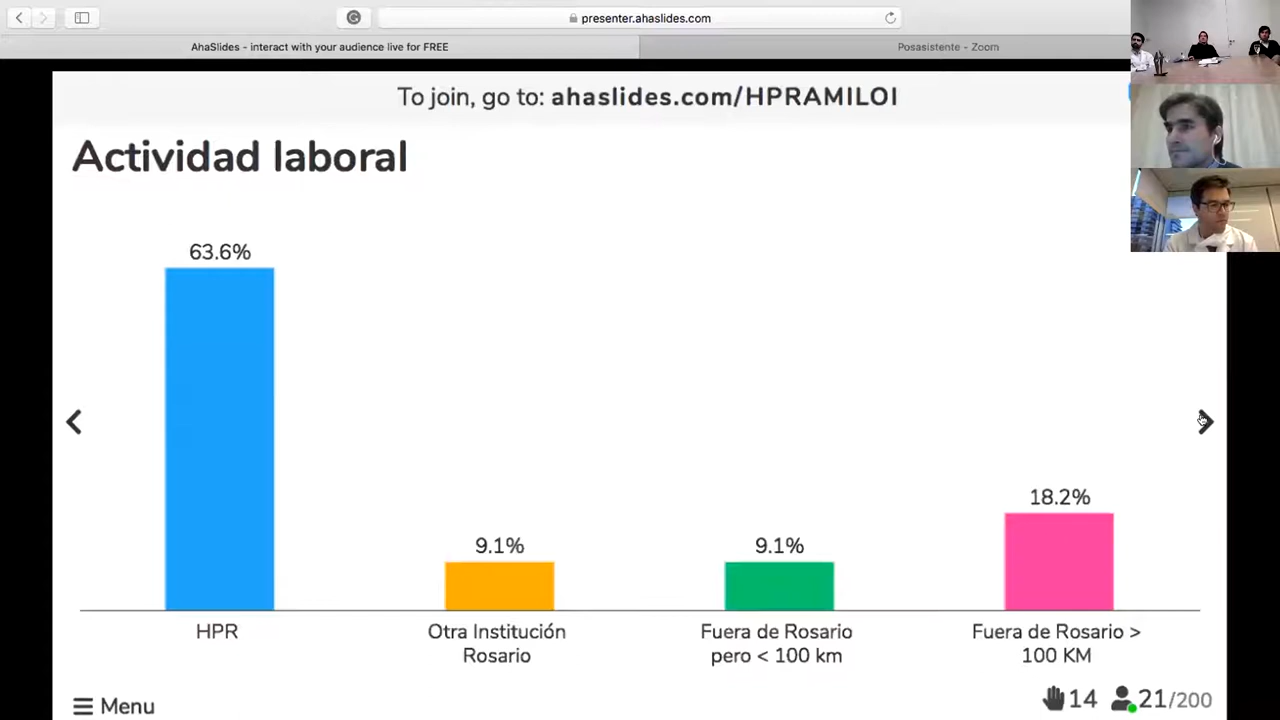 presenter.ahaslides.com
AhaSlides - interact with your audience live for FREE
Posasistente - Zoom
To join, go to: ahaslides.com/HPRAMILOI
Actividad laboral
63.6%
9.1%
9.1%
18.2%
HPR
Otra Institución
Rosario
Fuera de Rosario
pero < 100 km
Fuera de Rosario >
100 KM
Menu
14
21/200